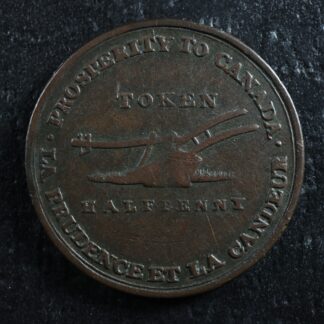 PROSPERITY TO CANADA.
LA PRUDENCE ET LA CANDEUR
TOKEN
HALFPENNY